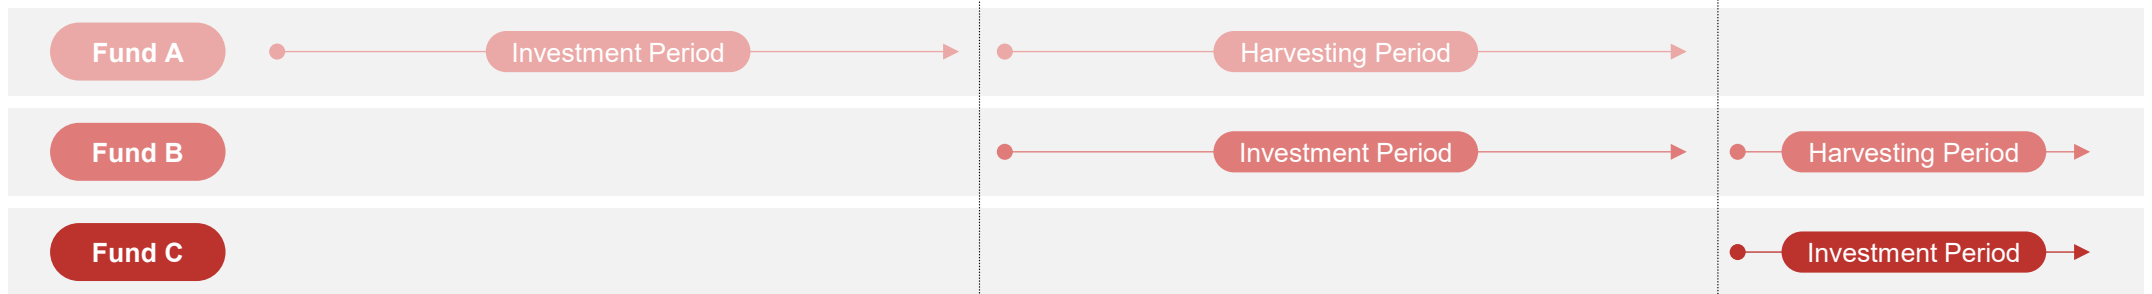 Fund A
Investment Period
Harvesting Period
Fund B
Investment Period
Harvesting Period
Fund C
Investment Period